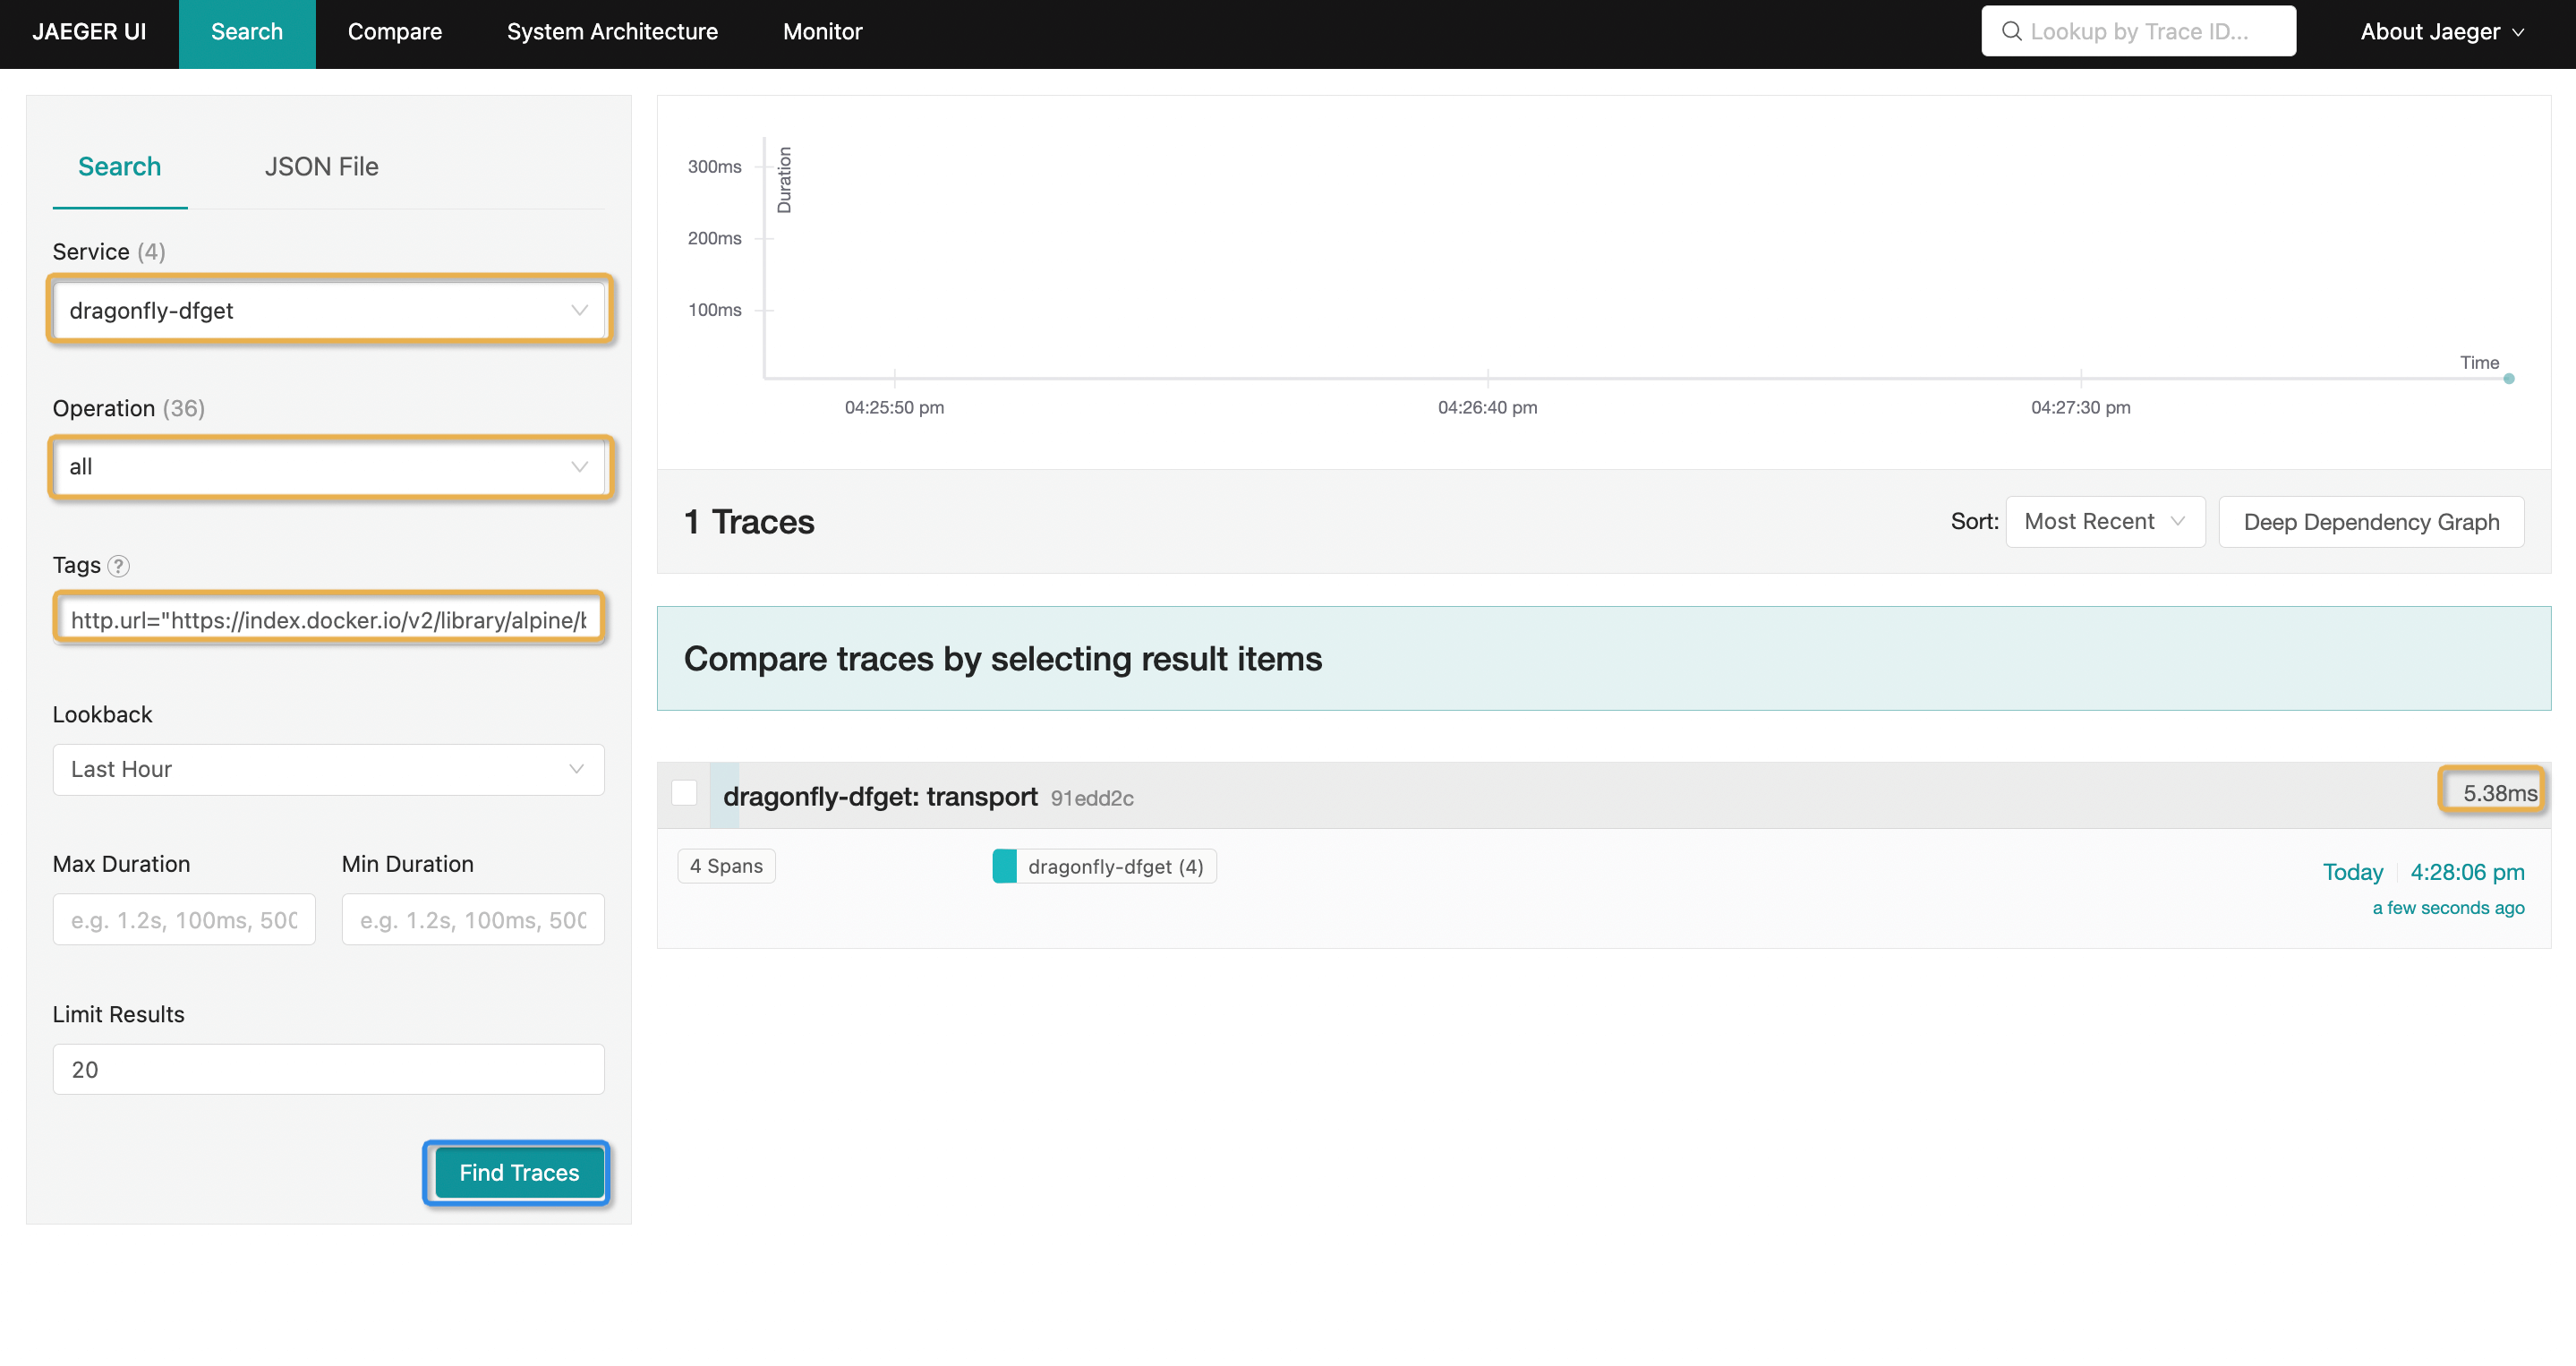 JAEGER UI
Search
Compare
System Architecture
Monitor
Lookup by Trace ID...
About Jaeger
Search
JSON File
Service (4)
dragonfly-dfget
Operation (36)
all
Tags ?
http.url="https://index.docker.io/v2/library/alpine/b
Lookback
Last Hour
Max Duration
Min Duration
e.g. 1.2s, 100ms, 500
e.g. 1.2s, 100ms, 500
Limit Results
20
Find Traces
Duration
300ms
200ms
100ms
Time
04:25:50 pm
04:26:40 pm
04:27:30 pm
1 Traces
Sort: Most Recent
Deep Dependency Graph
Compare traces by selecting result items
dragonfly-dfget: transport 91edd2c
5.38ms
4 Spans
dragonfly-dfget (4)
Today
4:28:06 pm
a few seconds ago